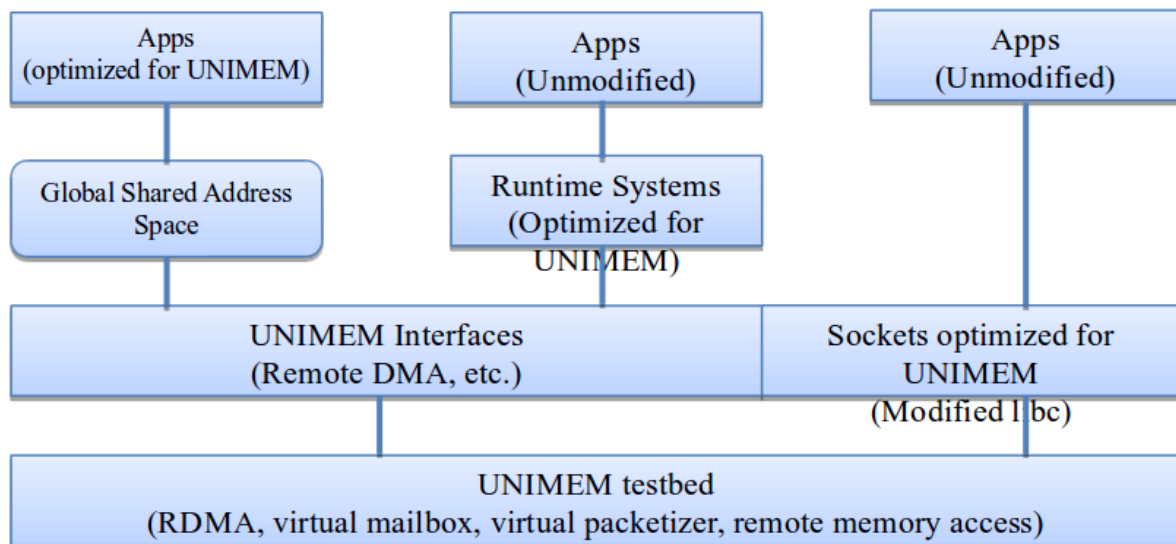 Apps
(optimized for UNIMEM)
Apps
(Unmodified)
Apps
(Unmodified)
Global Shared Address
Space
Runtime Systems
(Optimized for
UNIMEM)
UNIMEM Interfaces
(Remote DMA, etc.)
Sockets optimized for
UNIMEM
(Modified libc)
UNIMEM testbed
(RDMA, virtual mailbox, virtual packetizer, remote memory access)